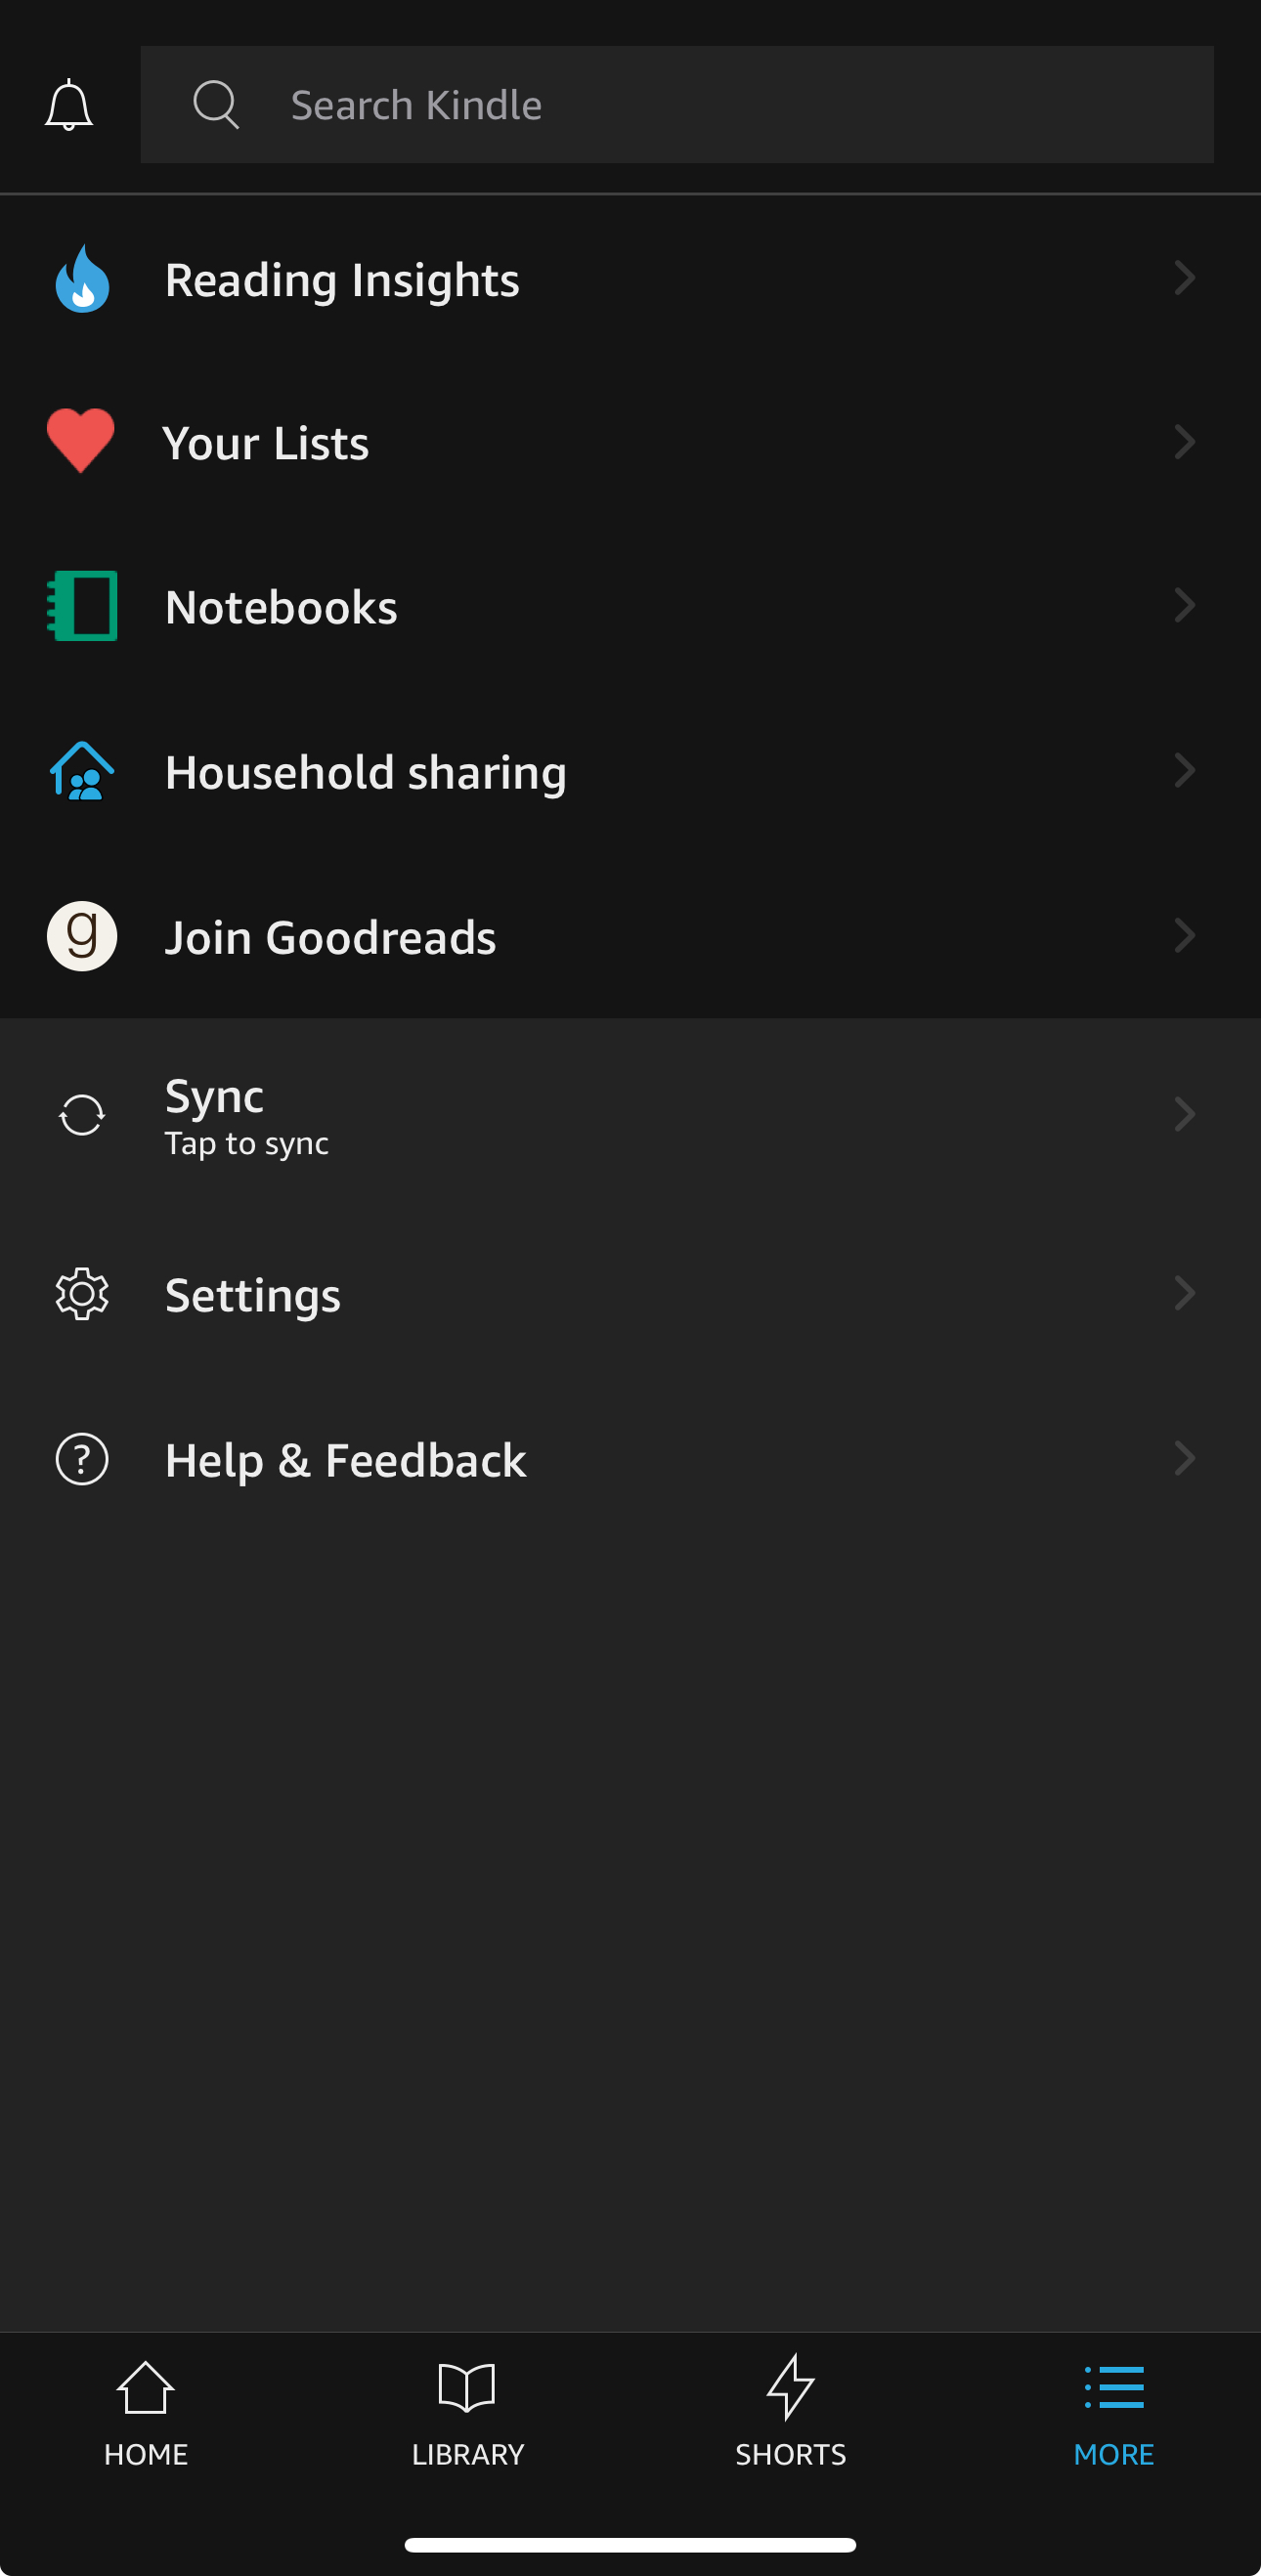 Search Kindle
Reading Insights
Your Lists
Notebooks
Household sharing
g
Join Goodreads
Sync
Tap to sync
Settings
?
Help & Feedback
HOME
LIBRARY
SHORTS
MORE